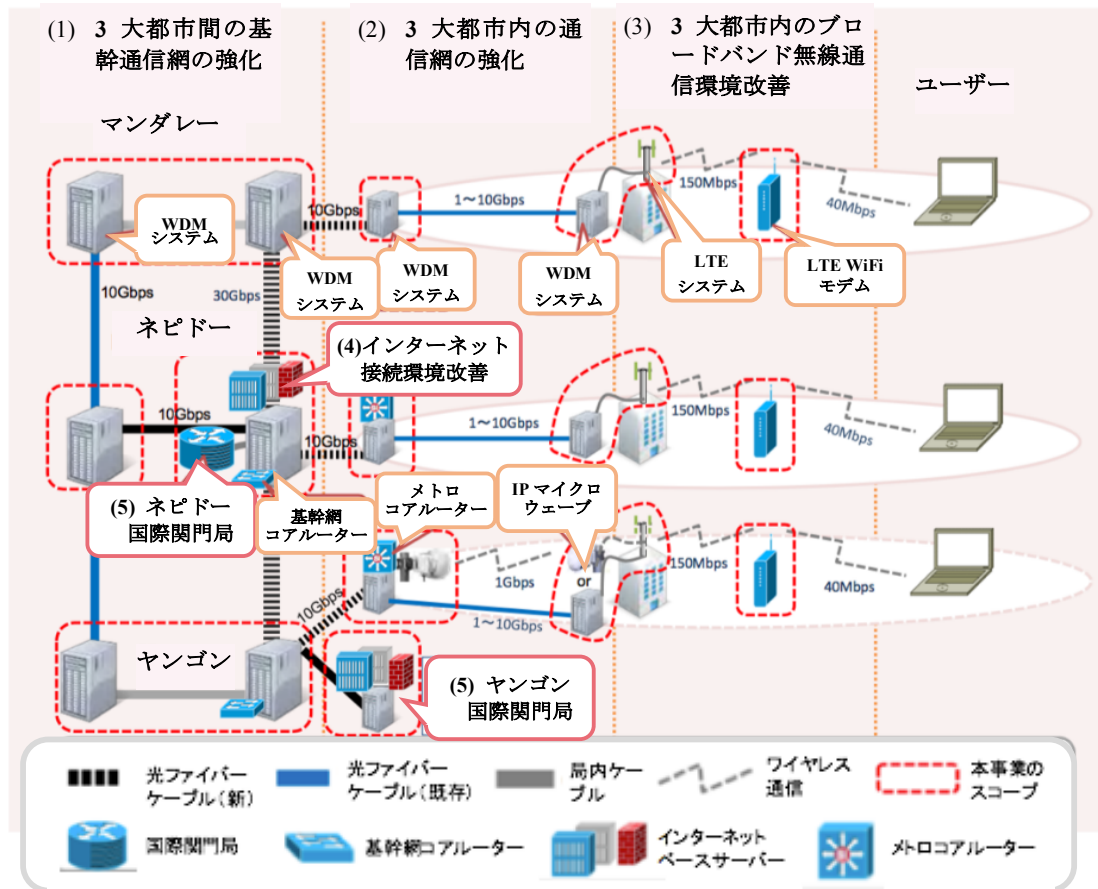 (1) 3 大都市間の基
幹通信網の強化
(2) 3 大都市内の通
信網の強化
(3) 3 大都市内のブロ
ードバンド無線通
信環境改善
ユーザー
マンダレー
WDM
システム
10Gbps
1～10Gbps
150Mbps
40Mbps
WDM
システム
WDM
システム
WDM
システム
LTE
システム
LTE WiFi
モデム
10Gbps
30Gbps
ネピドー
(4)インターネット
接続環境改善
10Gbps
10Gbps
1～10Gbps
150Mbps
40Mbps
(5) ネピドー
国際関門局
基幹網
コアルーター
メトロ
コアルーター
IP マイクロ
ウェーブ
or
1Gbps
150Mbps
40Mbps
10Gbps
1～10Gbps
ヤンゴン
(5) ヤンゴン
国際関門局
光ファイバー
ケーブル（新）
光ファイバー
ケーブル（既存）
局内ケー
ブル
ワイヤレス
通信
本事業の
スコープ
国際関門局
基幹網コアルーター
インターネット
ベースサーバー
メトロコアルーター